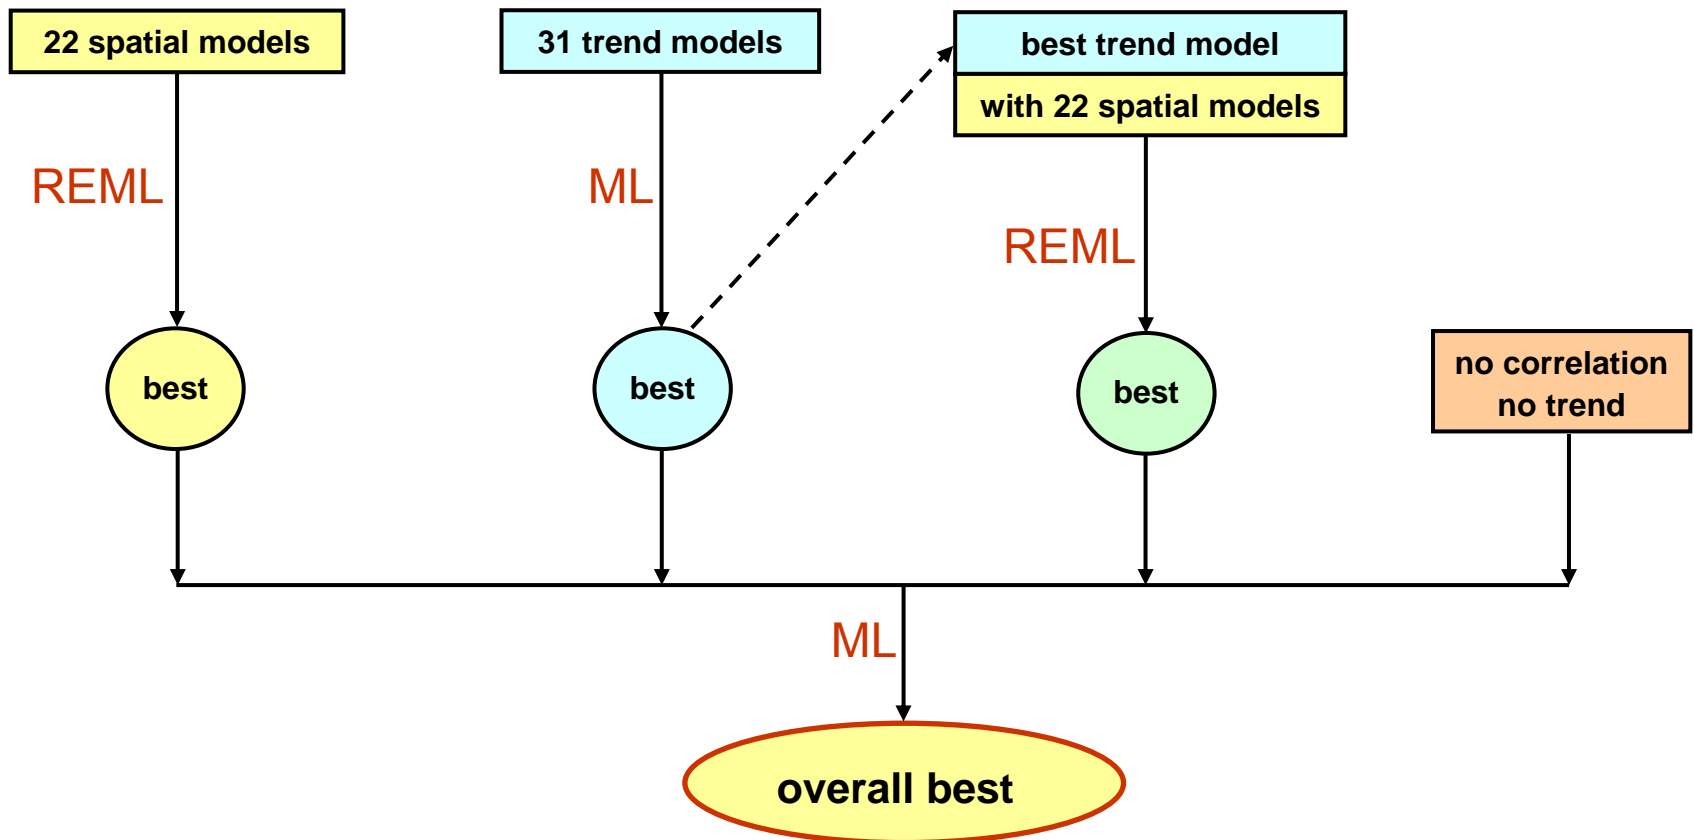 22 spatial models
31 trend models
best trend model
with 22 spatial models
REML
ML
REML
best
best
best
no correlation
no trend
ML
overall best